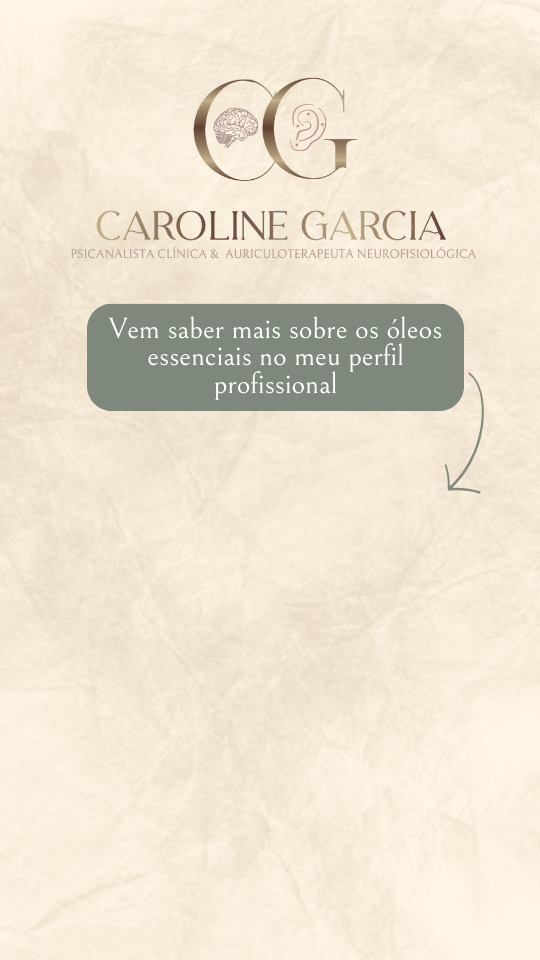 CG
CAROLINE GARCIA
PSICANALISTA CLÍNICA & AURICULOTERAPEUTA NEUROFISIOLÓGICA
Vem saber mais sobre os óleos
essenciais no meu perfil
profissional